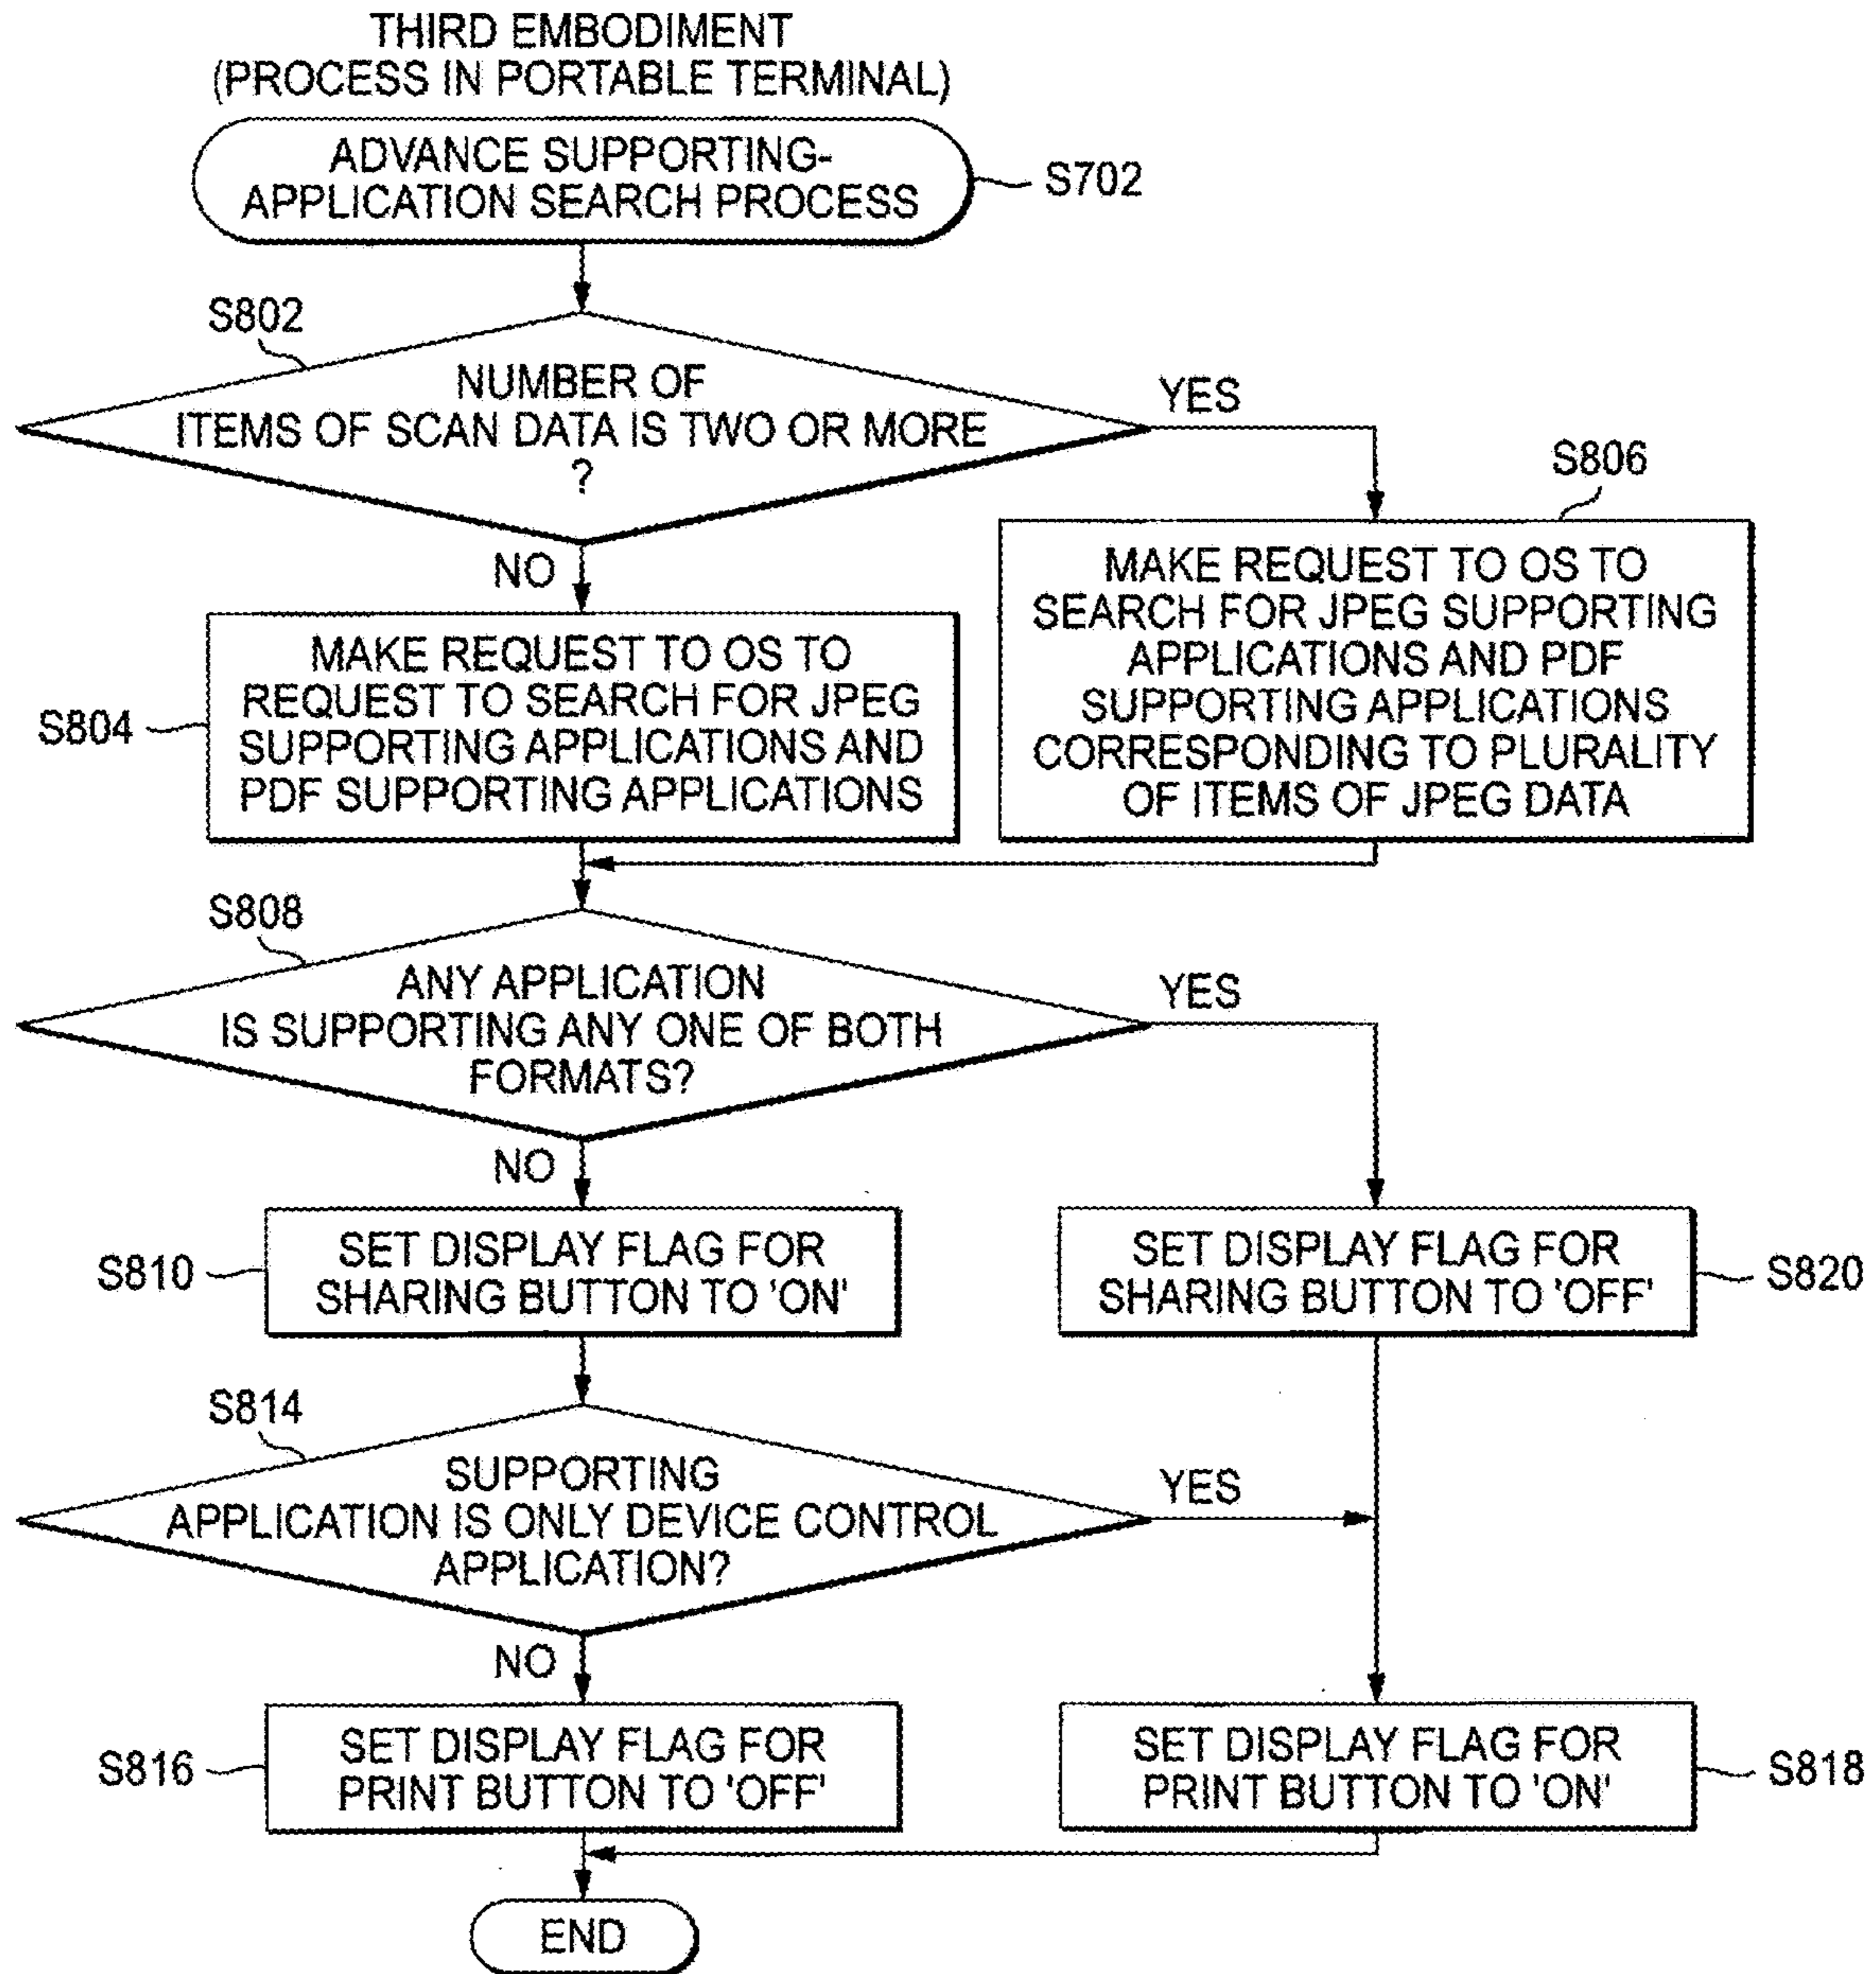 THIRD EMBODIMENT
(PROCESS IN PORTABLE TERMINAL)
ADVANCE SUPPORTING-
APPLICATION SEARCH PROCESS
S702
S802
NUMBER OF
ITEMS OF SCAN DATA IS TWO OR MORE
?
YES
NO
S806
MAKE REQUEST TO OS TO
SEARCH FOR JPEG SUPPORTING
APPLICATIONS AND PDF
SUPPORTING APPLICATIONS
CORRESPONDING TO PLURALITY
OF ITEMS OF JPEG DATA
S804
MAKE REQUEST TO OS TO
REQUEST TO SEARCH FOR JPEG
SUPPORTING APPLICATIONS AND
PDF SUPPORTING APPLICATIONS
S808
ANY APPLICATION
IS SUPPORTING ANY ONE OF BOTH
FORMATS?
YES
NO
S810
SET DISPLAY FLAG FOR
SHARING BUTTON TO 'ON'
SET DISPLAY FLAG FOR
SHARING BUTTON TO 'OFF'
S820
S814
SUPPORTING
APPLICATION IS ONLY DEVICE CONTROL
APPLICATION?
YES
NO
S816
SET DISPLAY FLAG FOR
PRINT BUTTON TO 'OFF'
SET DISPLAY FLAG FOR
PRINT BUTTON TO 'ON'
S818
END